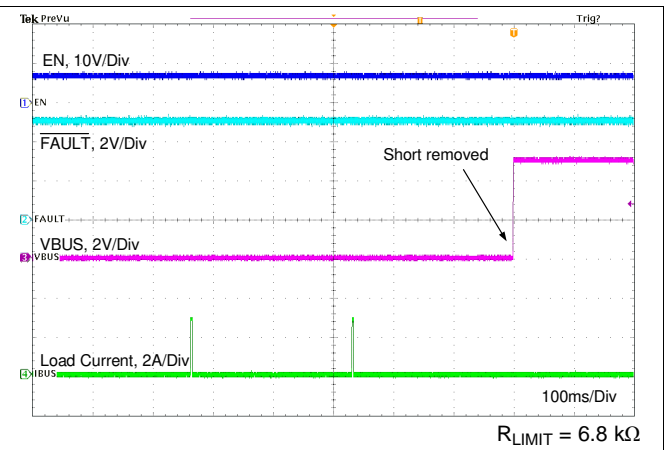 Tek PreVu
Trig?
T
T
EN, 10V/Div
1 EN
FAULT, 2V/Div
Short removed
2 FAULT
VBUS, 2V/Div
3 VBUS
Load Current, 2A/Div
4 IBUS
100ms/Div
RLIMIT = 6.8 kΩ